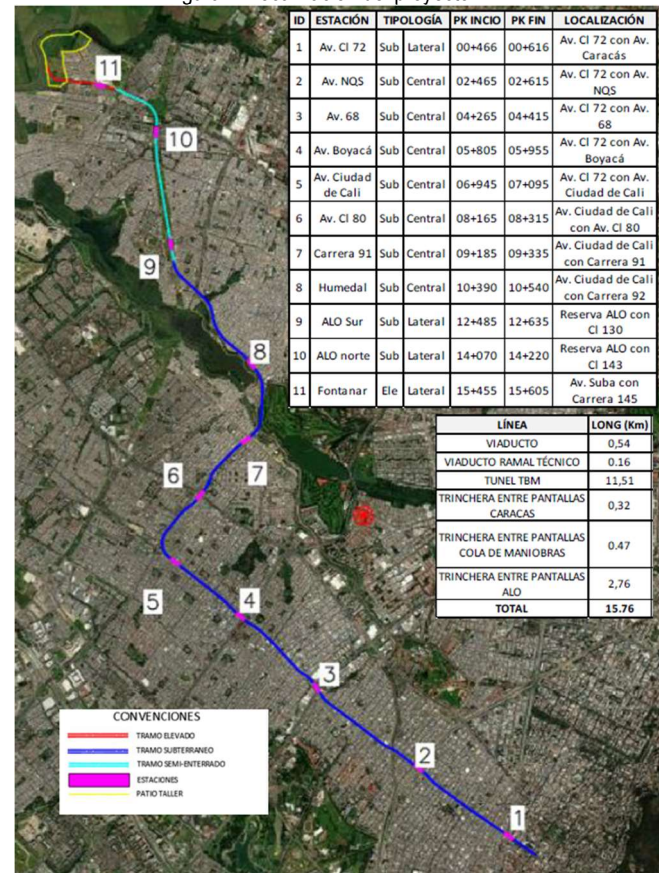 ID ESTACIÓN TIPOLOGÍA PK INCIO PK FIN LOCALIZACIÓN
1 Av. Cl 72 Sub Lateral 00+466 00+616 Av. Cl 72 con Av. Caracás
2 Av. NQS Sub Central 02+465 02+615 Av. Cl 72 con Av. NQS
3 Av. 68 Sub Central 04+265 04+415 Av. Cl 72 con Av. 68
4 Av. Boyacá Sub Central 05+805 05+955 Av. Cl 72 con Av. Boyacá
5 Av. Ciudad de Cali Sub Central 06+945 07+095 Av. Cl 72 con Av. Ciudad de Cali
6 Av. Cl 80 Sub Central 08+165 08+315 Av. Ciudad de Cali con Av. Cl 80
7 Carrera 91 Sub Central 09+185 09+335 Av. Ciudad de Cali con Carrera 91
8 Humedal Sub Central 10+390 10+540 Av. Ciudad de Cali con Carrera 92
9 ALO Sur Sub Lateral 12+485 12+635 Reserva ALO con Cl 130
10 ALO norte Sub Lateral 14+070 14+220 Reserva ALO con Cl 143
11 Fontanar Ele Lateral 15+455 15+605 Av. Suba con Carrera 145
LÍNEA LONG (Km)
VIADUCTO 0,54
VIADUCTO RAMAL TÉCNICO 0.16
TUNEL TBM 11,51
TRINCHERA ENTRE PANTALLAS CARACAS 0,32
TRINCHERA ENTRE PANTALLAS COLA DE MANIOBRAS 0.47
TRINCHERA ENTRE PANTALLAS ALO 2,76
TOTAL 15.76
11
10
9
8
7
6
5
4
3
2
1
CONVENCIONES
TRAMO ELEVADO
TRAMO SUBTERRANEO
TRAMO SEMI-ENTERRADO
ESTACIONES
PATIO TALLER